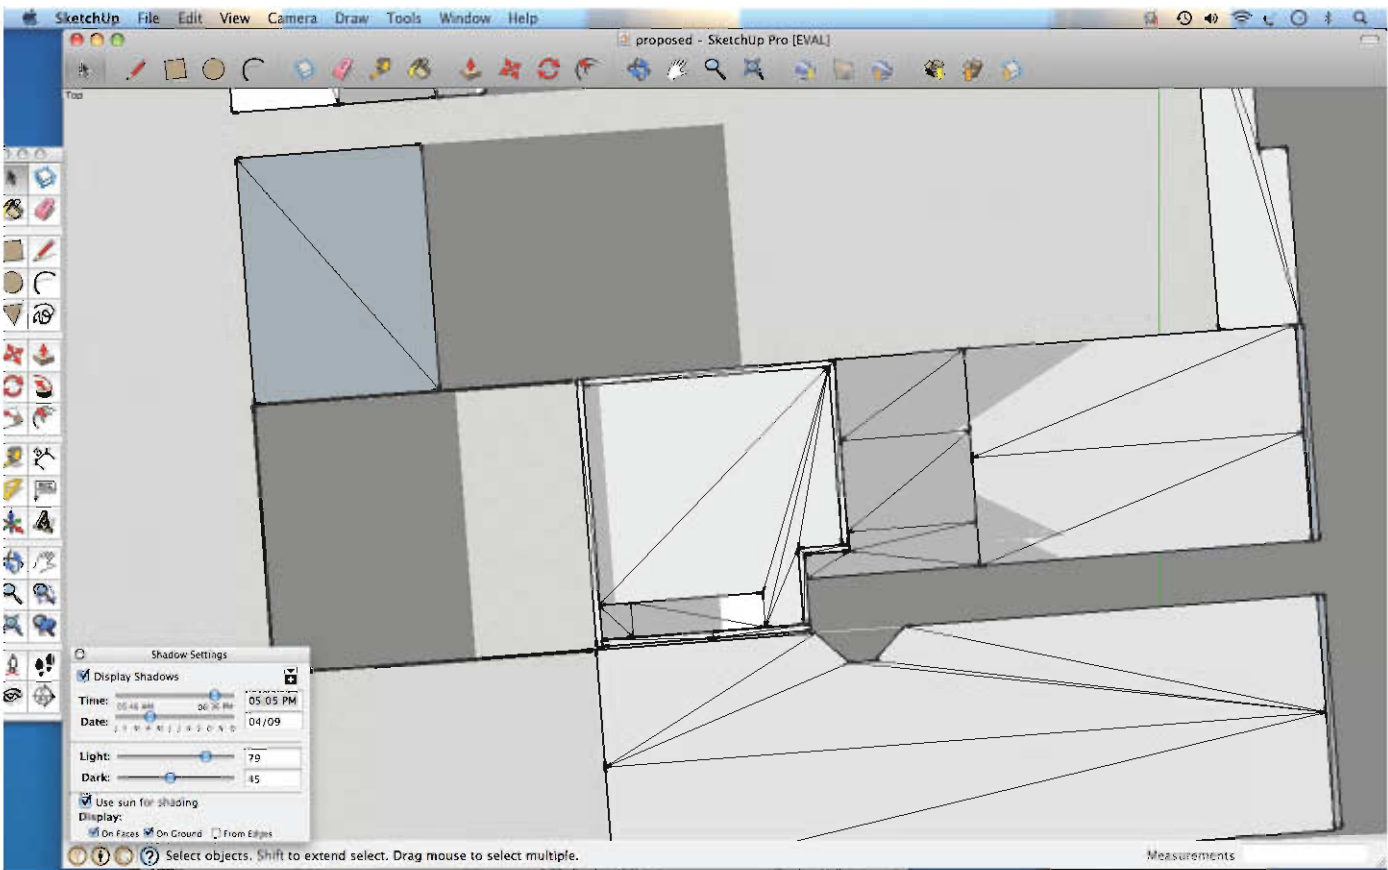 SketchUp File Edit View Camera Draw Tools Window Help
proposed - SketchUp Pro [EVAL]
Top
Shadow Settings
Display Shadows
Time: 05:05 PM
Date: J F M A M J J A S O N D 04/09
Light: 79
Dark: 45
Use sun for shading
Display:
On Faces On Ground From Edges
Select objects. Shift to extend select. Drag mouse to select multiple. Measurements